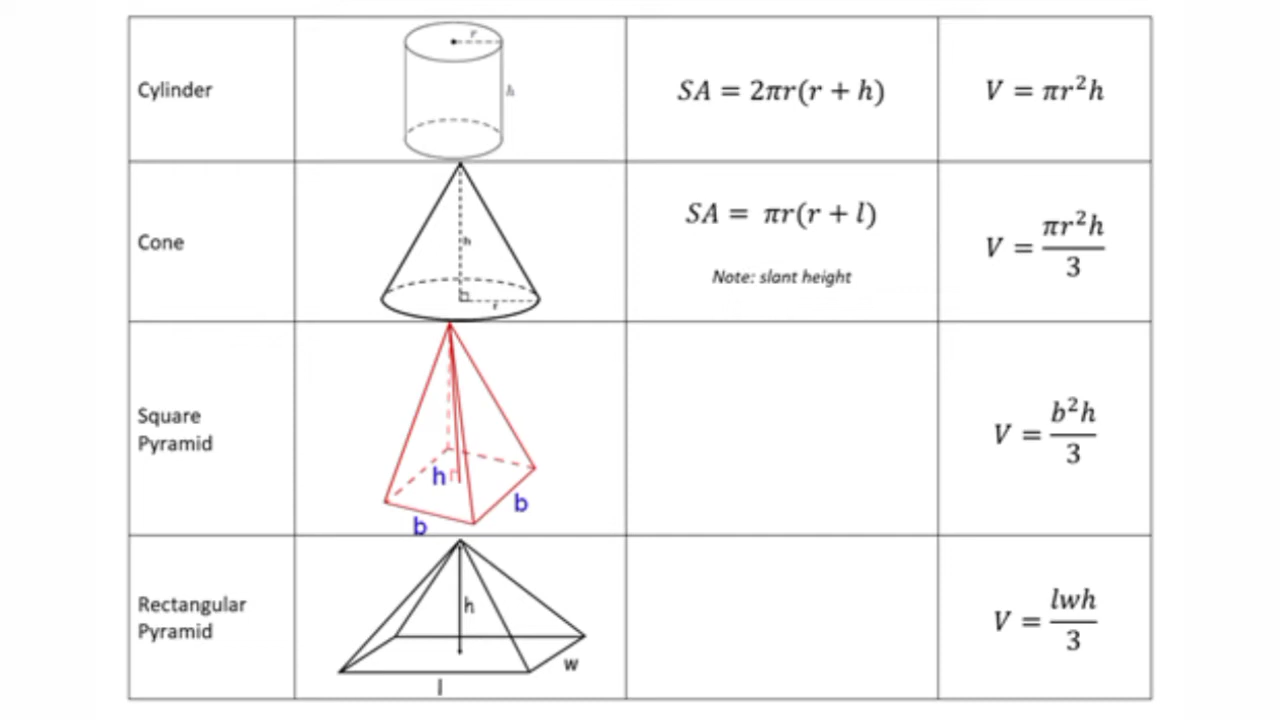 Cylinder
r
h
SA = 2πr(r + h)
V = πr²h
Cone
h
r
SA = πr(r + l)
Note: slant height
V = πr²h / 3
Square
Pyramid
h
b
b
V = b²h / 3
Rectangular
Pyramid
h
w
l
V = lwh / 3